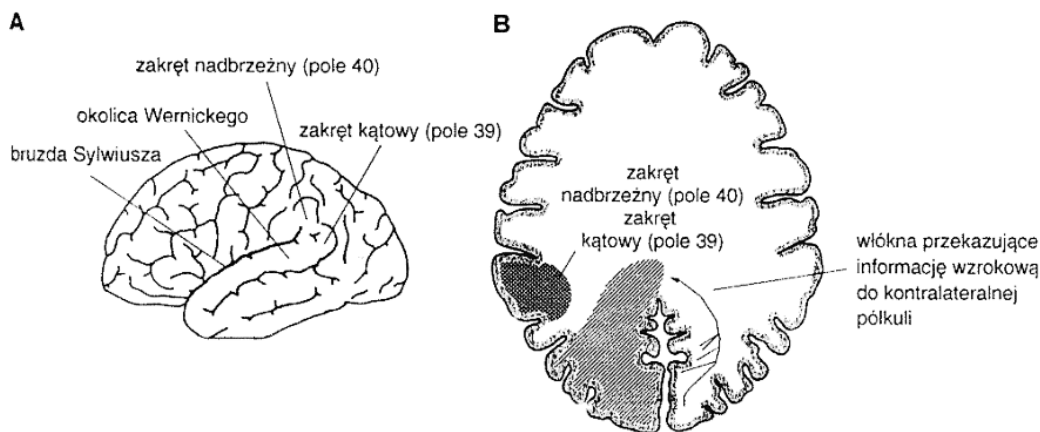 A
zakręt nadbrzeżny (pole 40)
okolica Wernickego
zakręt kątowy (pole 39)
bruzda Sylwiusza
B
zakręt
nadbrzeżny (pole 40)
zakręt
kątowy (pole 39)
włókna przekazujące
informację wzrokową
do kontralateralnej
półkuli